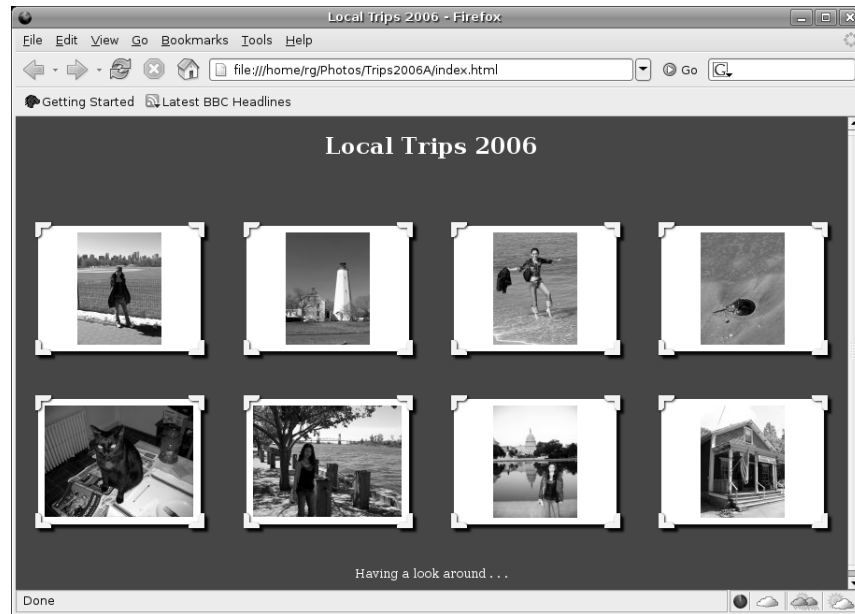 Local Trips 2006 - Firefox
File Edit View Go Bookmarks Tools Help
file:///home/rg/Photos/Trips2006A/index.html Go G
Getting Started Latest BBC Headlines
Local Trips 2006
Having a look around . . .
Done